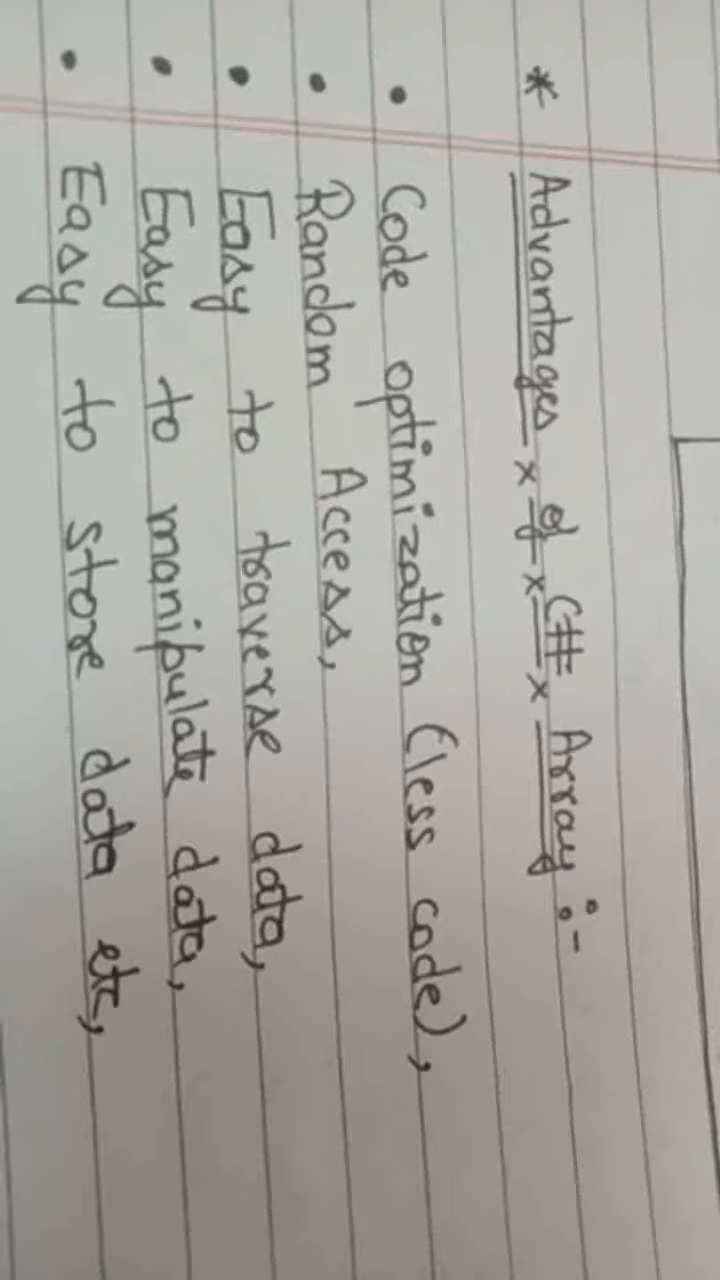 * Advantages of C# Array :-
• Code optimization (less code),
• Random Access,
• Easy to traverse data,
• Easy to manipulate data,
• Easy to store data etc,